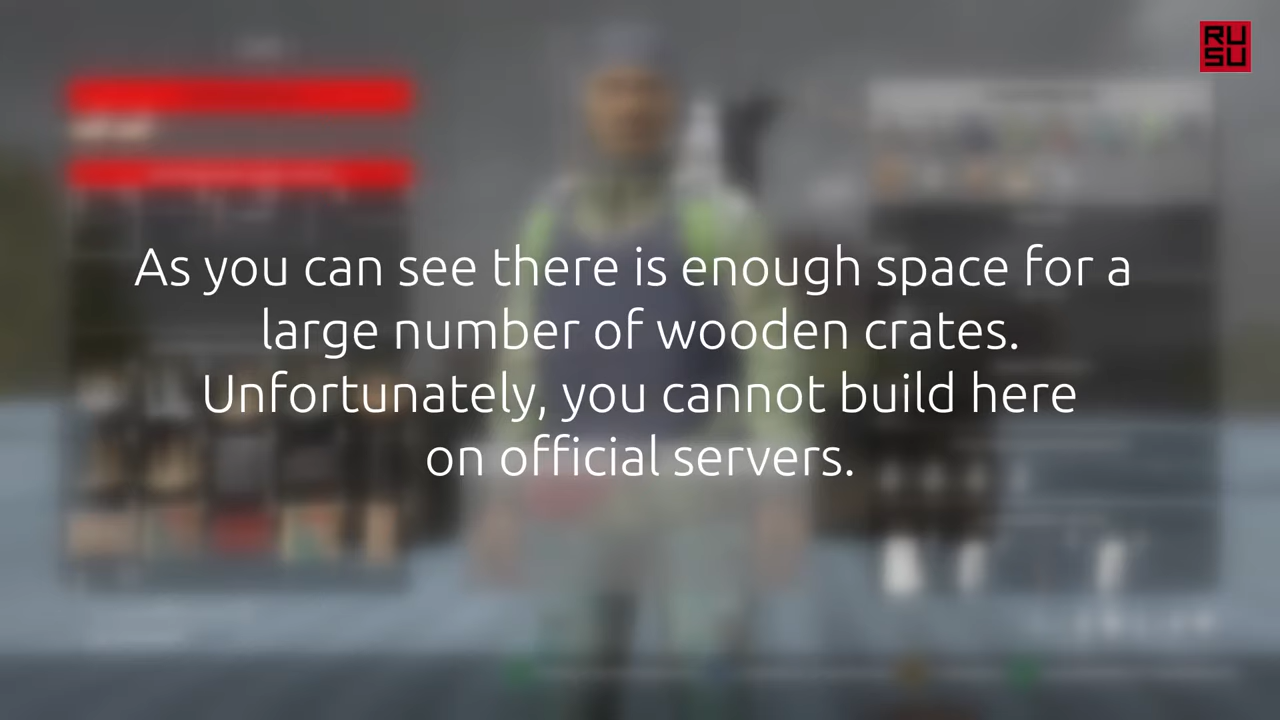 RU
SU
As you can see there is enough space for a
large number of wooden crates.
Unfortunately, you cannot build here
on official servers.